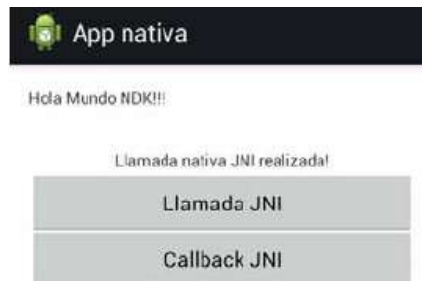 App nativa
Hola Mundo NDK!!!
Llamada nativa JNI realizada!
Llamada JNI
Callback JNI